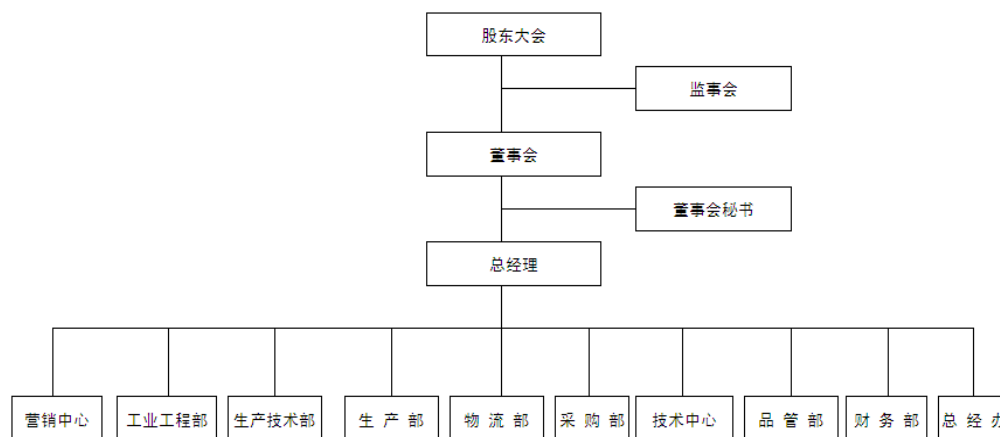 股东大会
监事会
董事会
董事会秘书
总经理
营销中心
工业工程部
生产技术部
生 产 部
物 流 部
采 购 部
技术中心
品 管 部
财 务 部
总 经 办